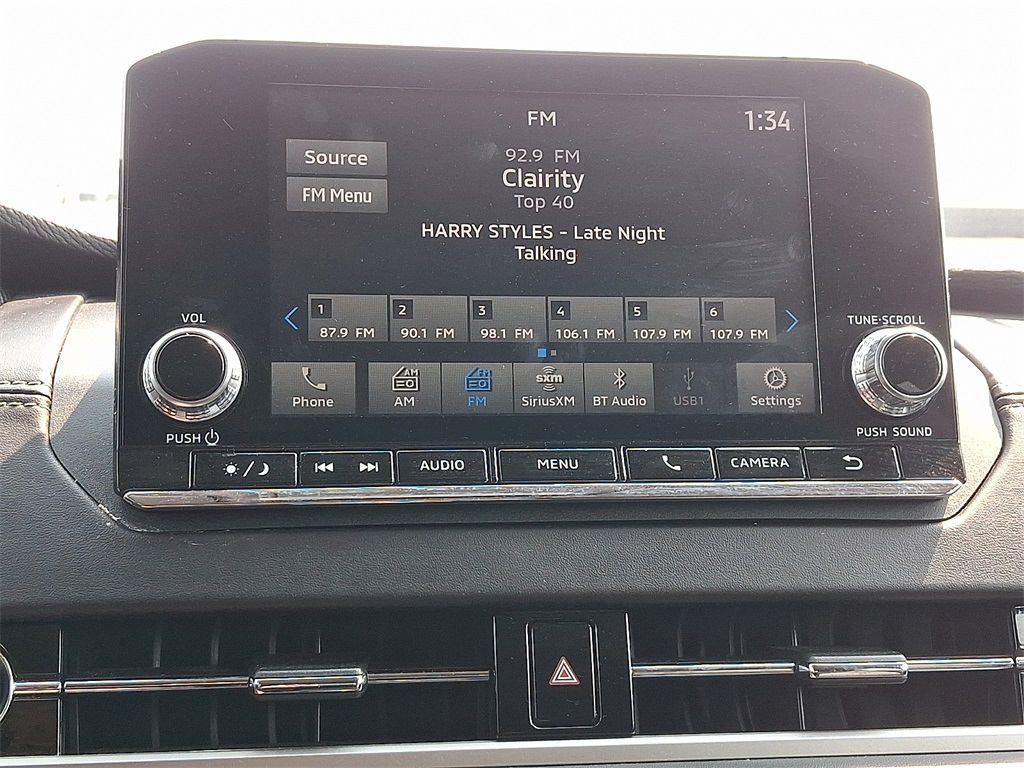 FM
1:34
Source
92.9 FM
Clairity
FM Menu
Top 40
HARRY STYLES - Late Night
Talking
1 2 3 4 5 6
87.9 FM 90.1 FM 98.1 FM 106.1 FM 107.9 FM 107.9 FM
VOL
TUNE·SCROLL
AM FM sxm
Phone AM FM SiriusXM BT Audio USB1 Settings
PUSH
PUSH SOUND
AUDIO MENU CAMERA